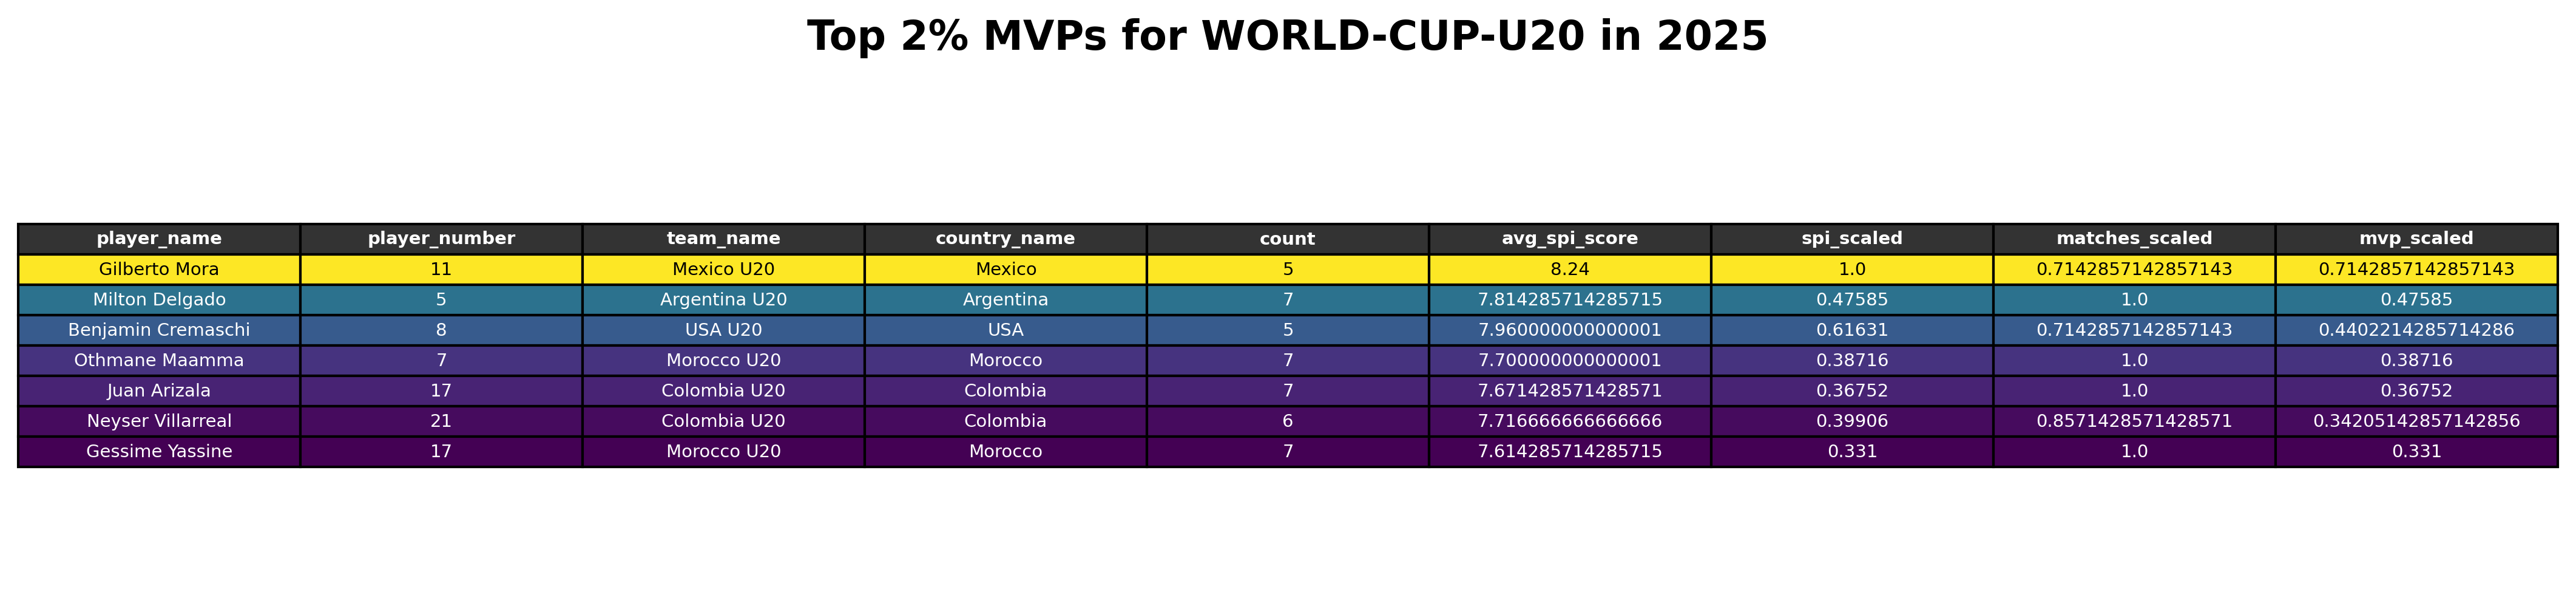 Top 2% MVPs for WORLD-CUP-U20 in 2025
player_name player_number team_name country_name count avg_spi_score spi_scaled matches_scaled mvp_scaled
Gilberto Mora 11 Mexico U20 Mexico 5 8.24 1.0 0.7142857142857143 0.7142857142857143
Milton Delgado 5 Argentina U20 Argentina 7 7.814285714285715 0.47585 1.0 0.47585
Benjamin Cremaschi 8 USA U20 USA 5 7.960000000000001 0.61631 0.7142857142857143 0.4402214285714286
Othmane Maamma 7 Morocco U20 Morocco 7 7.700000000000001 0.38716 1.0 0.38716
Juan Arizala 17 Colombia U20 Colombia 7 7.671428571428571 0.36752 1.0 0.36752
Neyser Villarreal 21 Colombia U20 Colombia 6 7.716666666666666 0.39906 0.8571428571428571 0.34205142857142856
Gessime Yassine 17 Morocco U20 Morocco 7 7.614285714285715 0.331 1.0 0.331